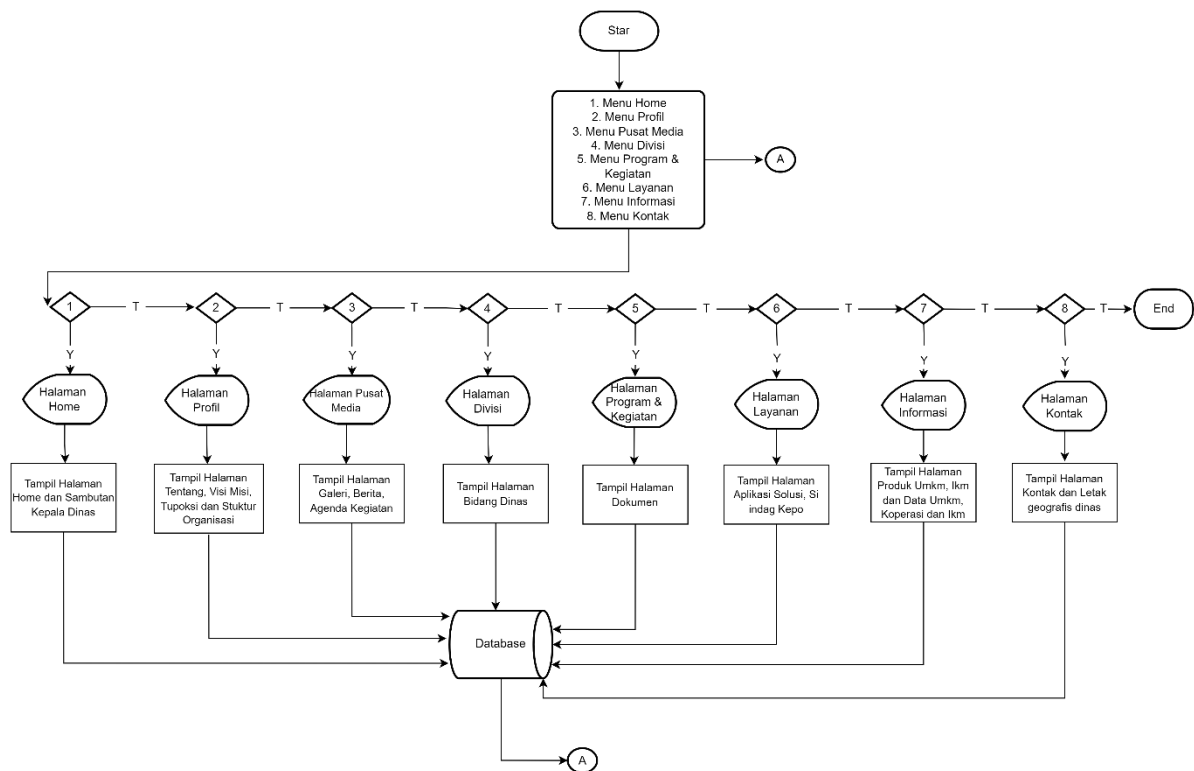 Star
1. Menu Home
2. Menu Profil
3. Menu Pusat Media
4. Menu Divisi
5. Menu Program &
Kegiatan
6. Menu Layanan
7. Menu Informasi
8. Menu Kontak
A
1
T
2
T
3
T
4
T
5
T
6
T
7
T
8
T
End
Y
Y
Y
Y
Y
Y
Y
Y
Halaman
Home
Halaman
Profil
Halaman Pusat
Media
Halaman
Divisi
Halaman
Program &
Kegiatan
Halaman
Layanan
Halaman
Informasi
Halaman
Kontak
Tampil Halaman
Home dan Sambutan
Kepala Dinas
Tampil Halaman
Tentang, Visi Misi,
Tupoksi dan Stuktur
Organisasi
Tampil Halaman
Galeri, Berita,
Agenda Kegiatan
Tampil Halaman
Bidang Dinas
Tampil Halaman
Dokumen
Tampil Halaman
Aplikasi Solusi, Si
indag Kepo
Tampil Halaman
Produk Umkm, Ikm
dan Data Umkm,
Koperasi dan Ikm
Tampil Halaman
Kontak dan Letak
geografis dinas
Database
A